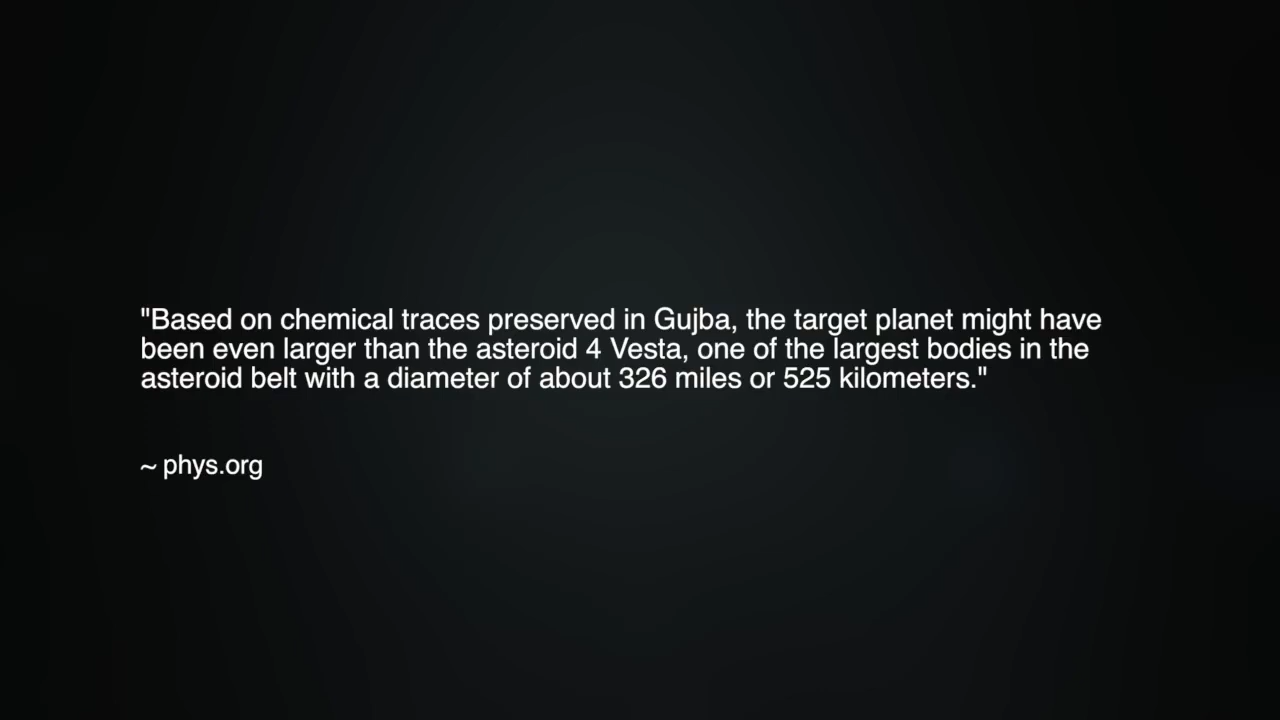 "Based on chemical traces preserved in Gujba, the target planet might have
been even larger than the asteroid 4 Vesta, one of the largest bodies in the
asteroid belt with a diameter of about 326 miles or 525 kilometers."
~ phys.org